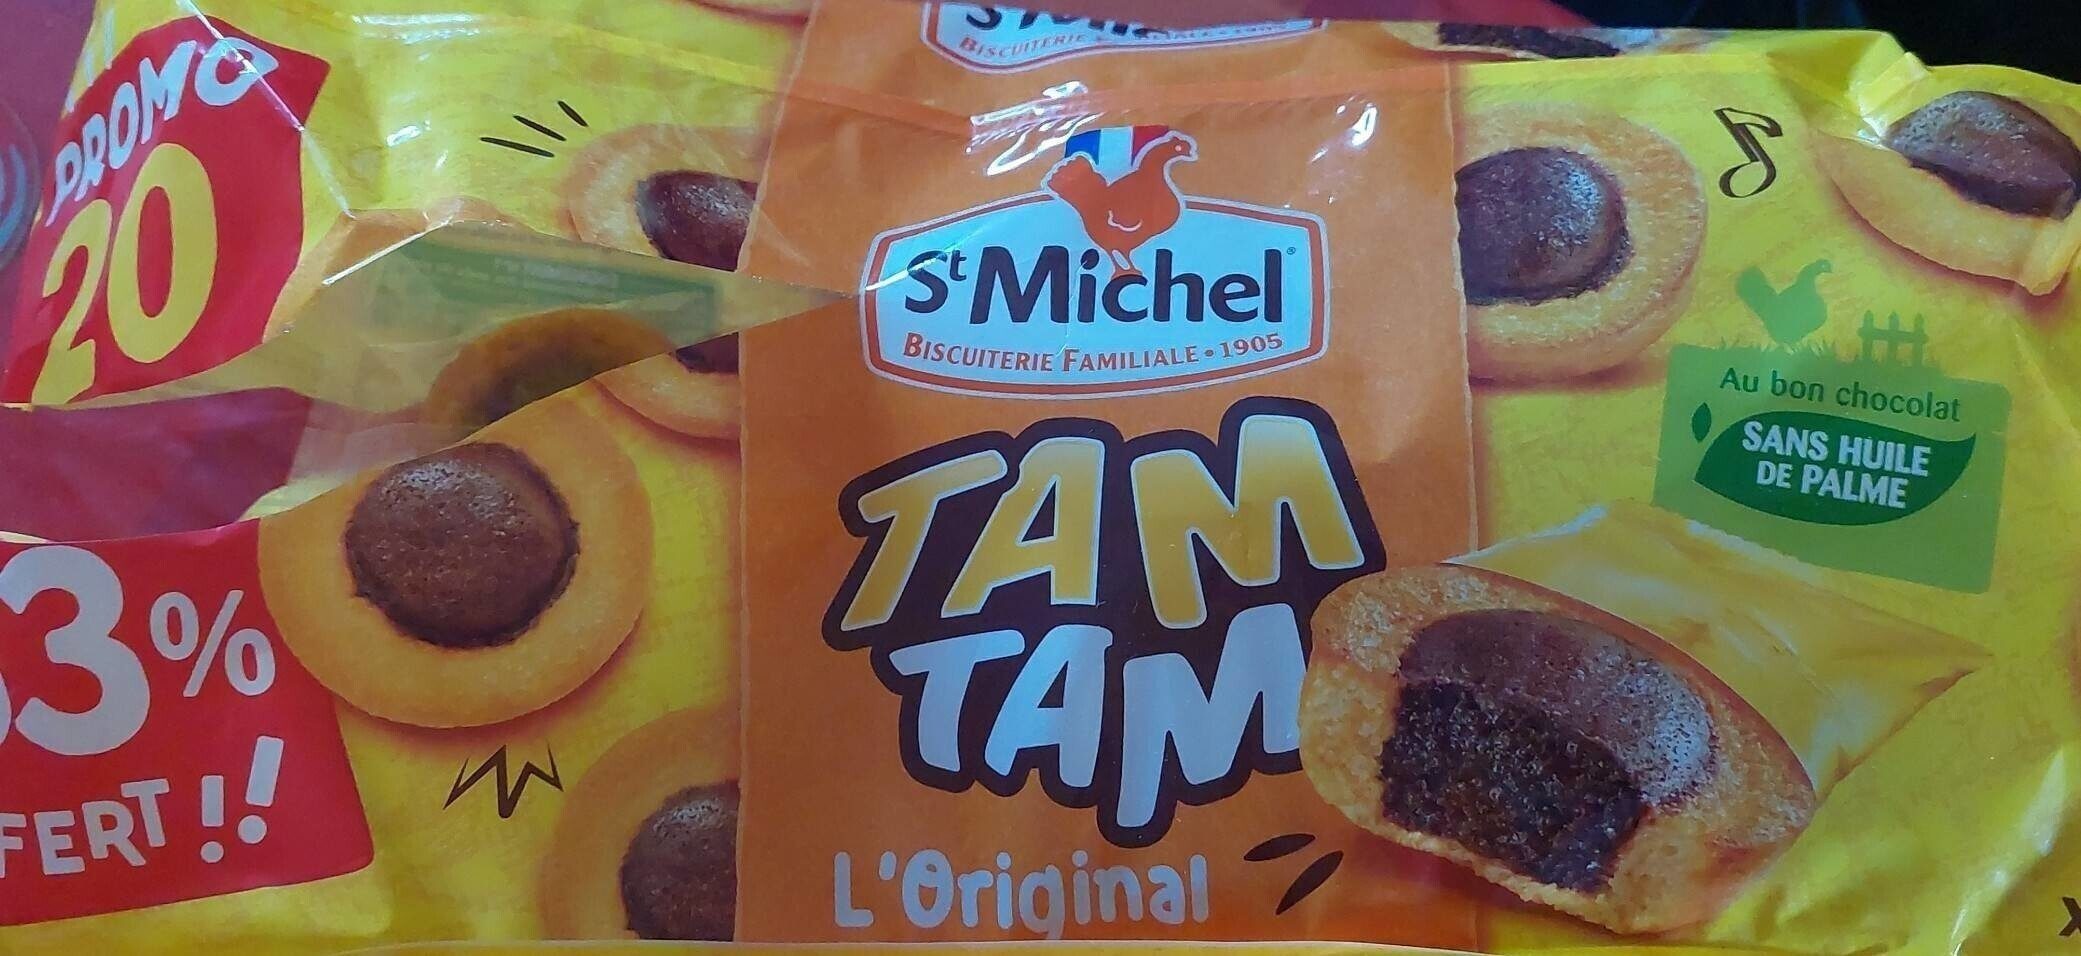 BISCUITERIE
PROMO
20
St Michel
BISCUITERIE FAMILIALE • 1905
TAM
TAM
L'Original
Au bon chocolat
SANS HUILE
DE PALME
3%
FERT !!